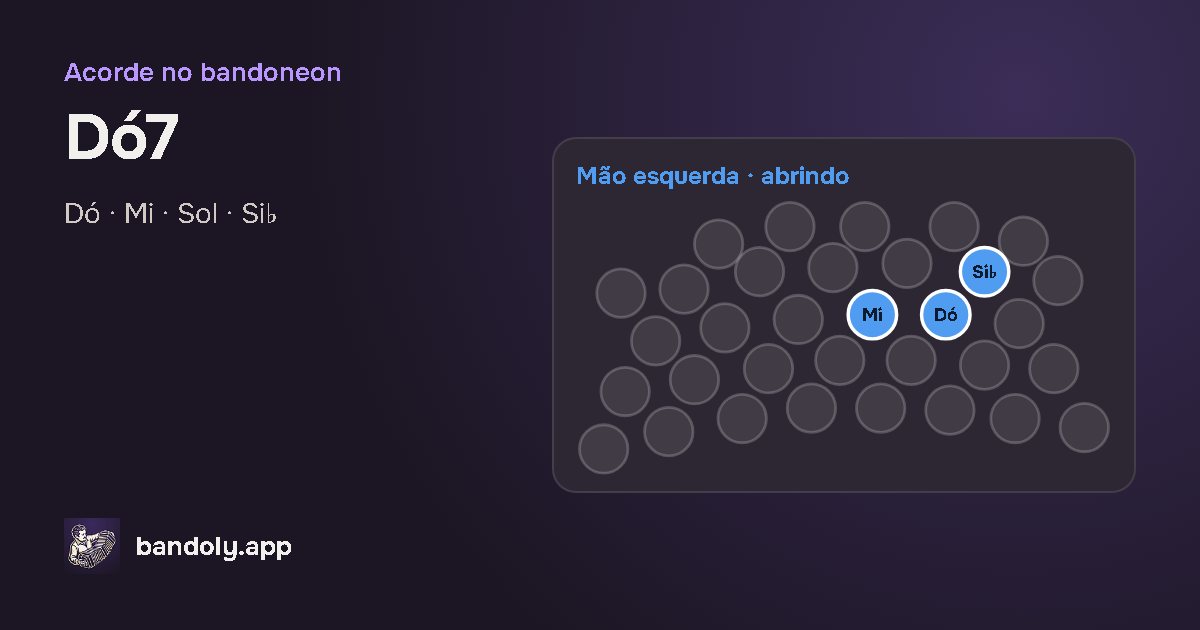 Acorde no bandoneon
Dó7
Dó · Mi · Sol · Si♭
Mão esquerda · abrindo
Si♭
Mi
Dó
bandoly.app